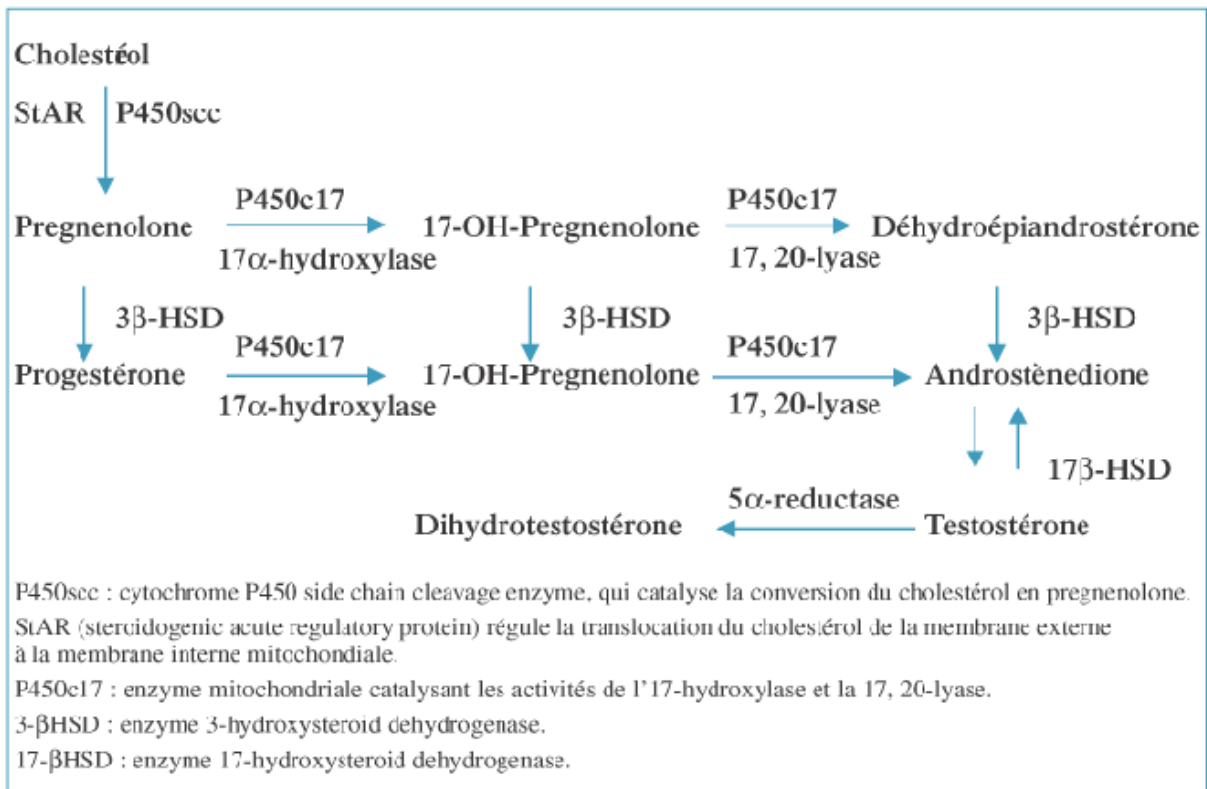 Cholestérol
StAR P450scc
P450c17 P450c17
Pregnenolone 17-OH-Pregnenolone Déhydroépiandrostérone
17α-hydroxylase 17, 20-lyase
3β-HSD 3β-HSD 3β-HSD
P450c17 P450c17
Progestérone 17-OH-Pregnenolone Androstènedione
17α-hydroxylase 17, 20-lyase
17β-HSD
5α-reductase
Dihydrotestostérone Testostérone
P450scc : cytochrome P450 side chain cleavage enzyme, qui catalyse la conversion du cholestérol en pregnenolone.
StAR (steroidogenic acute regulatory protein) régule la translocation du cholestérol de la membrane externe
à la membrane interne mitochondiale.
P450c17 : enzyme mitochondriale catalysant les activités de l'17-hydroxylase et la 17, 20-lyase.
3-βHSD : enzyme 3-hydroxysteroid dehydrogenase.
17-βHSD : enzyme 17-hydroxysteroid dehydrogenase.